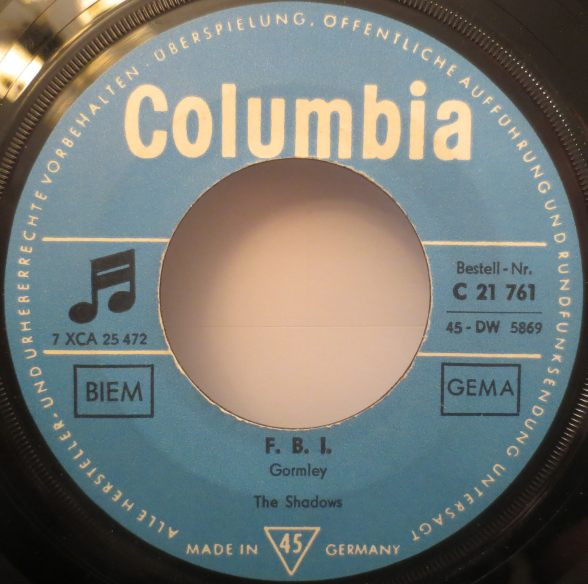 ALLE HERSTELLER- UND URHEBERRECHTE VORBEHALTEN. ÜBERSPIELUNG, ÖFFENTLICHE AUFFÜHRUNG UND RUNDFUNKSENDUNG UNTERSAGT
Columbia
Bestell-Nr.
C 21 761
7 XCA 25 472
45-DW 5869
BIEM
GEMA
F. B. I.
Gormley
The Shadows
MADE IN 45 GERMANY